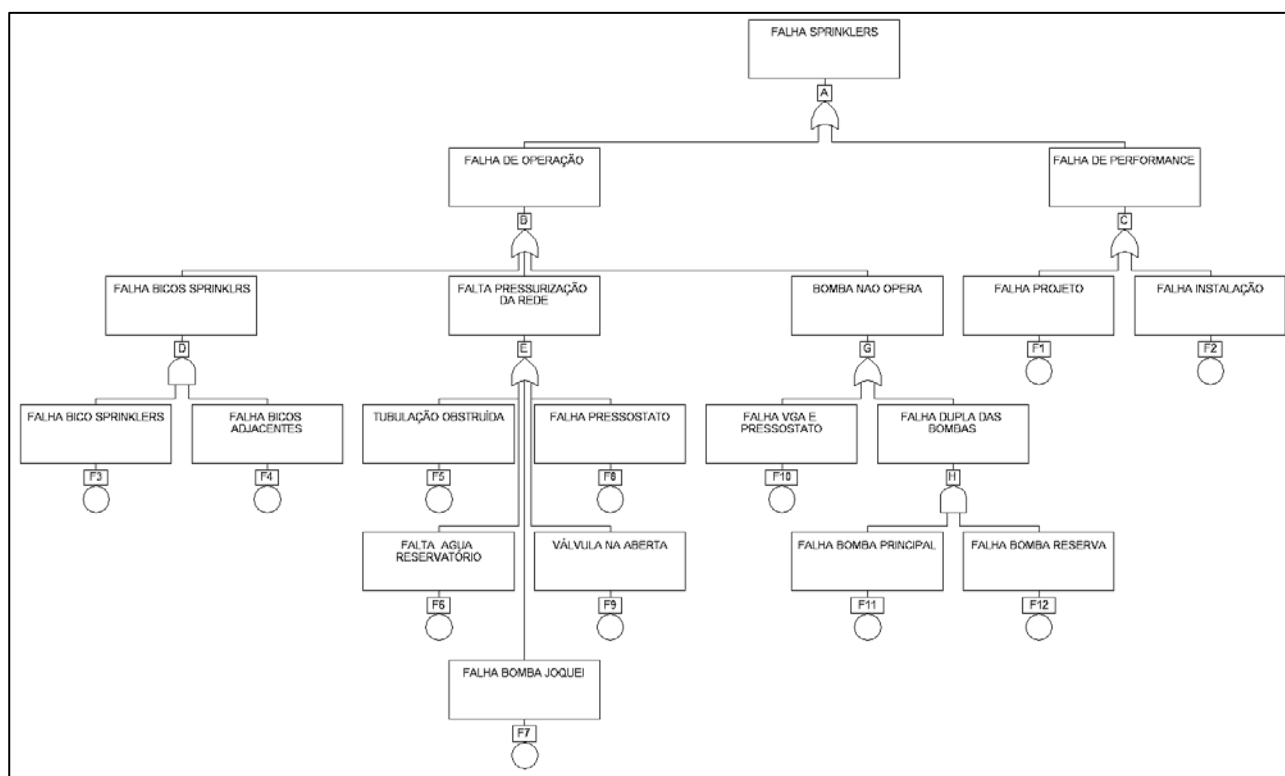 FALHA SPRINKLERS
A
FALHA DE OPERAÇÃO
FALHA DE PERFORMANCE
B
C
FALHA BICOS SPRINKLRS
FALTA PRESSURIZAÇÃO
DA REDE
BOMBA NAO OPERA
FALHA PROJETO
FALHA INSTALAÇÃO
D
E
G
F1
F2
FALHA BICO SPRINKLERS
FALHA BICOS
ADJACENTES
TUBULAÇÃO OBSTRUÍDA
FALHA PRESSOSTATO
FALHA VGA E
PRESSOSTATO
FALHA DUPLA DAS
BOMBAS
F3
F4
F5
F8
F10
H
FALTA AGUA
RESERVATÓRIO
VÁLVULA NA ABERTA
FALHA BOMBA PRINCIPAL
FALHA BOMBA RESERVA
F6
F9
F11
F12
FALHA BOMBA JOQUEI
F7